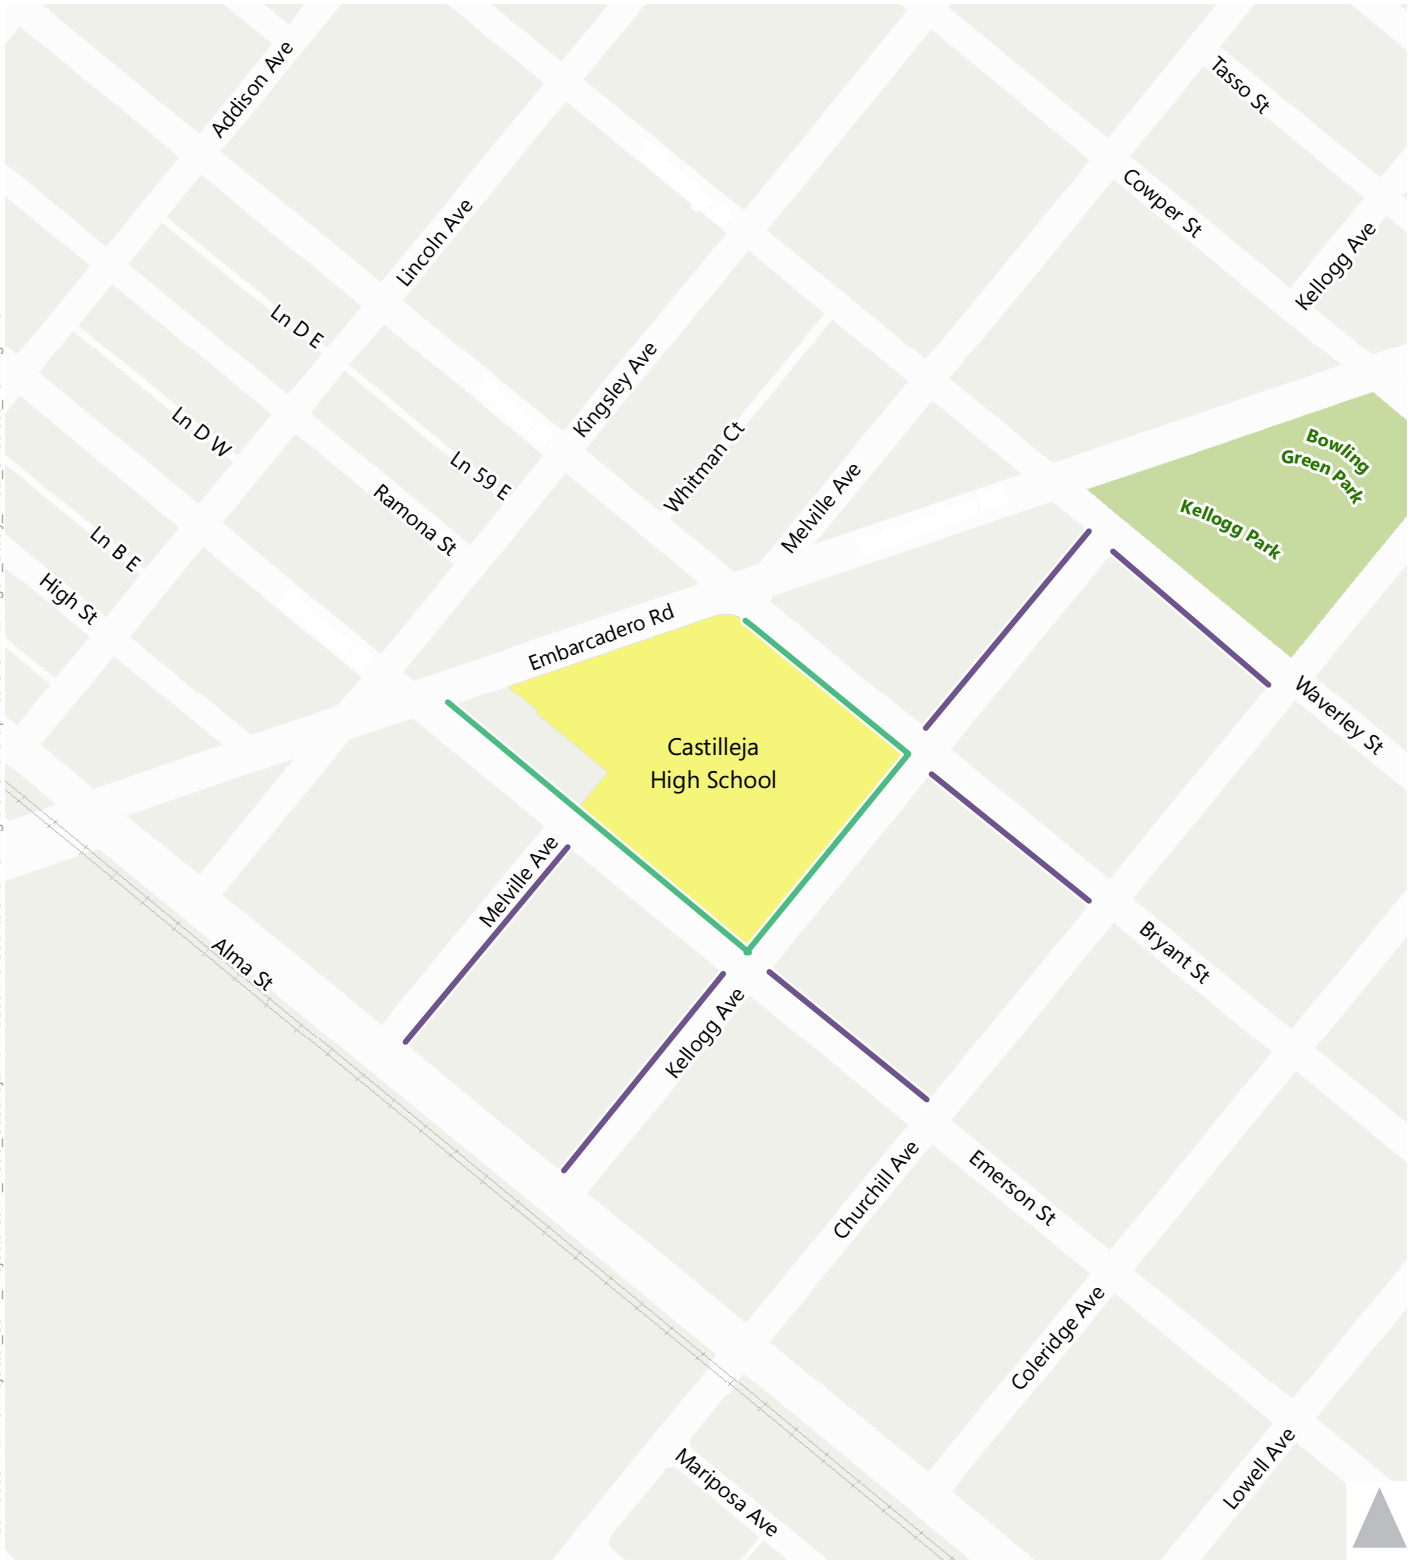 Addison Ave
Tasso St
Cowper St
Lincoln Ave
Kellogg Ave
Ln D E
Kingsley Ave
Ln D W
Whitman Ct
Bowling
Green Park
Ln 59 E
Melville Ave
Ramona St
Kellogg Park
Ln B E
High St
Embarcadero Rd
Waverley St
Castilleja
High School
Melville Ave
Alma St
Bryant St
Kellogg Ave
Churchill Ave
Emerson St
Coleridge Ave
Lowell Ave
Mariposa Ave